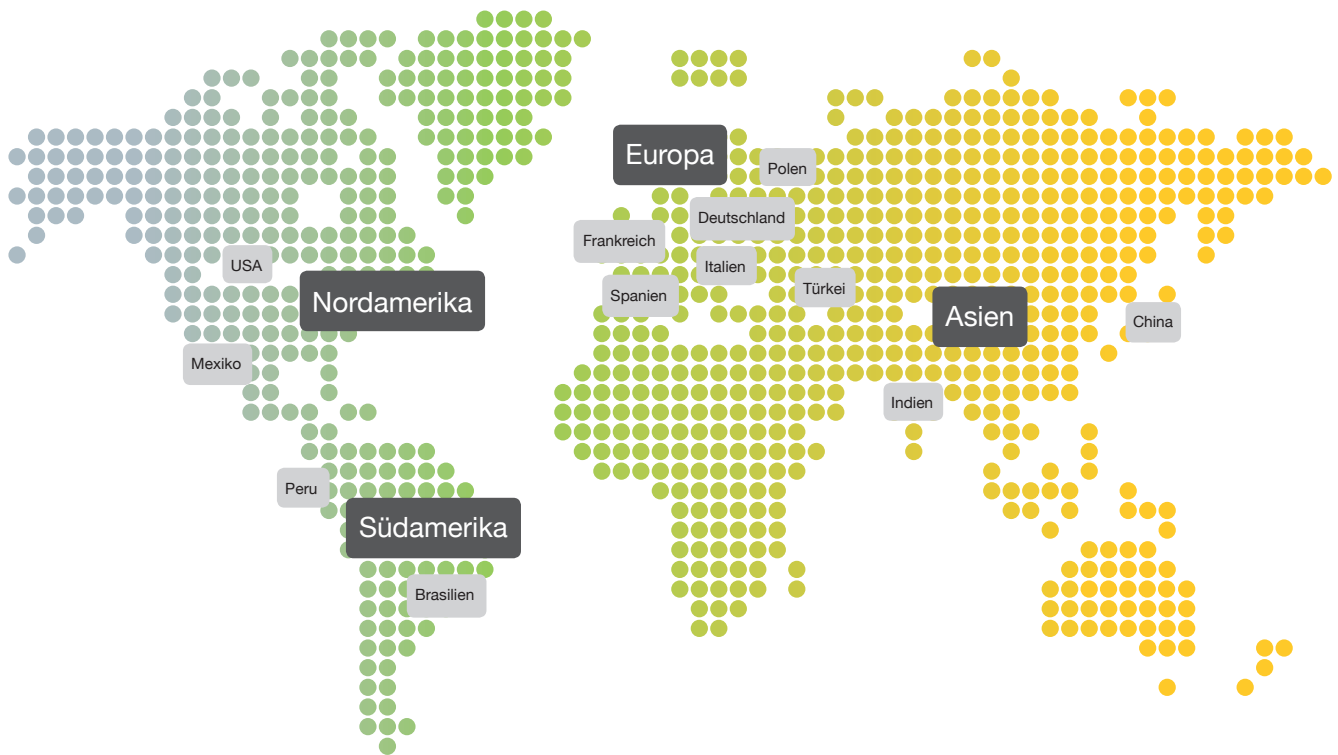 Europa
Polen
Deutschland
Frankreich
USA
Italien
Türkei
Spanien
Nordamerika
Asien
China
Mexiko
Indien
Peru
Südamerika
Brasilien